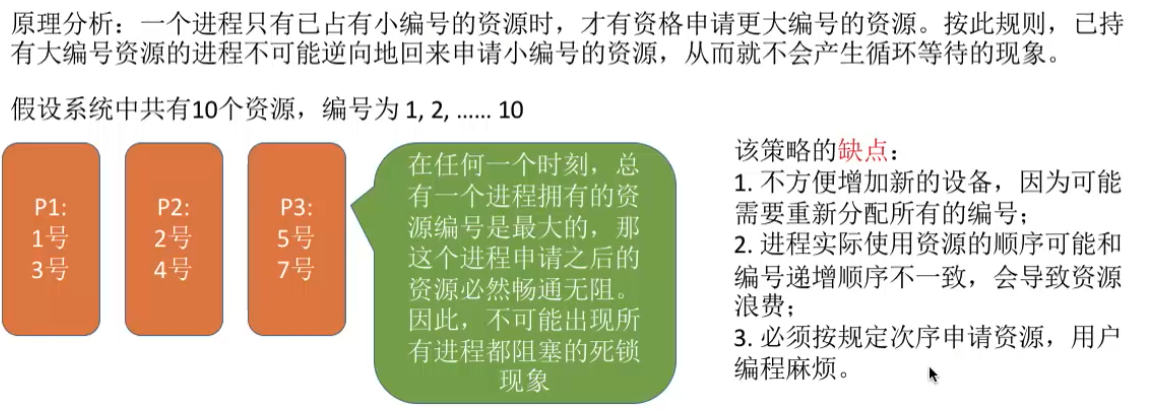 原理分析：一个进程只有已占有小编号的资源时，才有资格申请更大编号的资源。按此规则，已持
有大编号资源的进程不可能逆向地回来申请小编号的资源，从而就不会产生循环等待的现象。
假设系统中共有10个资源，编号为 1, 2, …… 10
P1:
1号
3号
P2:
2号
4号
P3:
5号
7号
在任何一个时刻，总
有一个进程拥有的资
源编号是最大的，那
这个进程申请之后的
资源必然畅通无阻。
因此，不可能出现所
有进程都阻塞的死锁
现象
该策略的缺点：
1. 不方便增加新的设备，因为可能
需要重新分配所有的编号；
2. 进程实际使用资源的顺序可能和
编号递增顺序不一致，会导致资源
浪费；
3. 必须按规定次序申请资源，用户
编程麻烦。